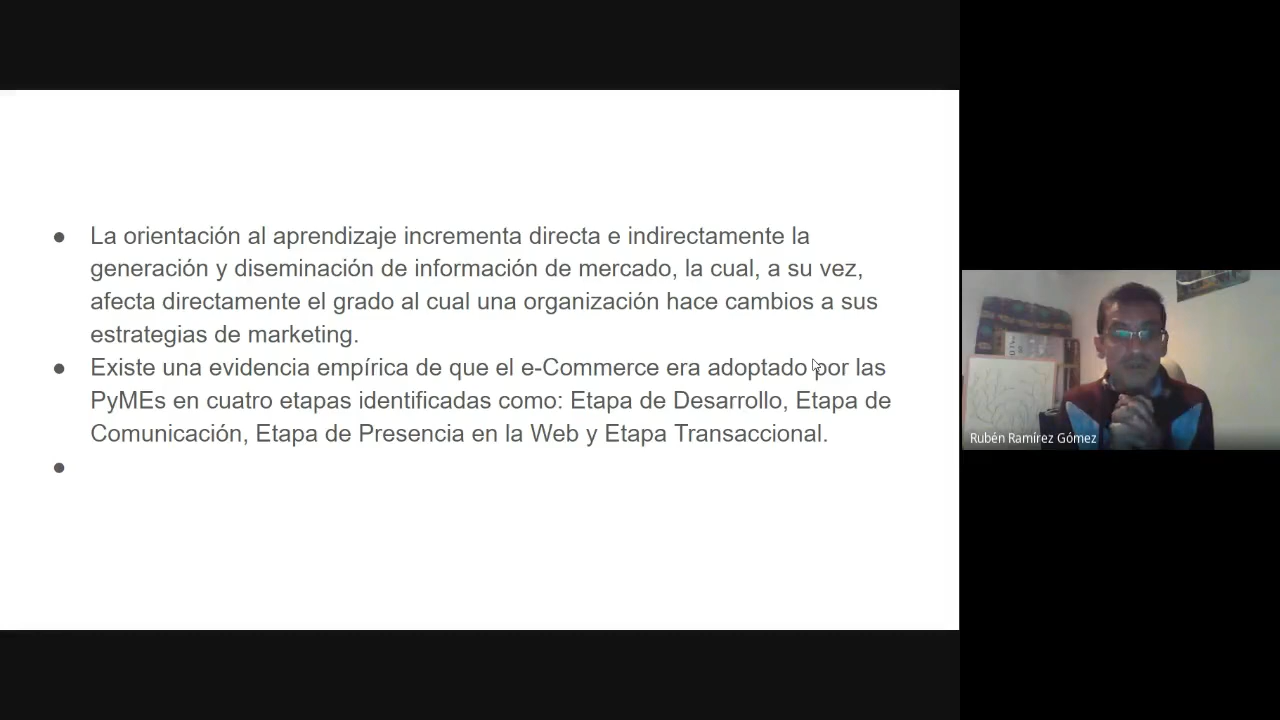 ● La orientación al aprendizaje incrementa directa e indirectamente la
generación y diseminación de información de mercado, la cual, a su vez,
afecta directamente el grado al cual una organización hace cambios a sus
estrategias de marketing.
● Existe una evidencia empírica de que el e-Commerce era adoptado por las
PyMEs en cuatro etapas identificadas como: Etapa de Desarrollo, Etapa de
Comunicación, Etapa de Presencia en la Web y Etapa Transaccional.
●
Rubén Ramírez Gómez